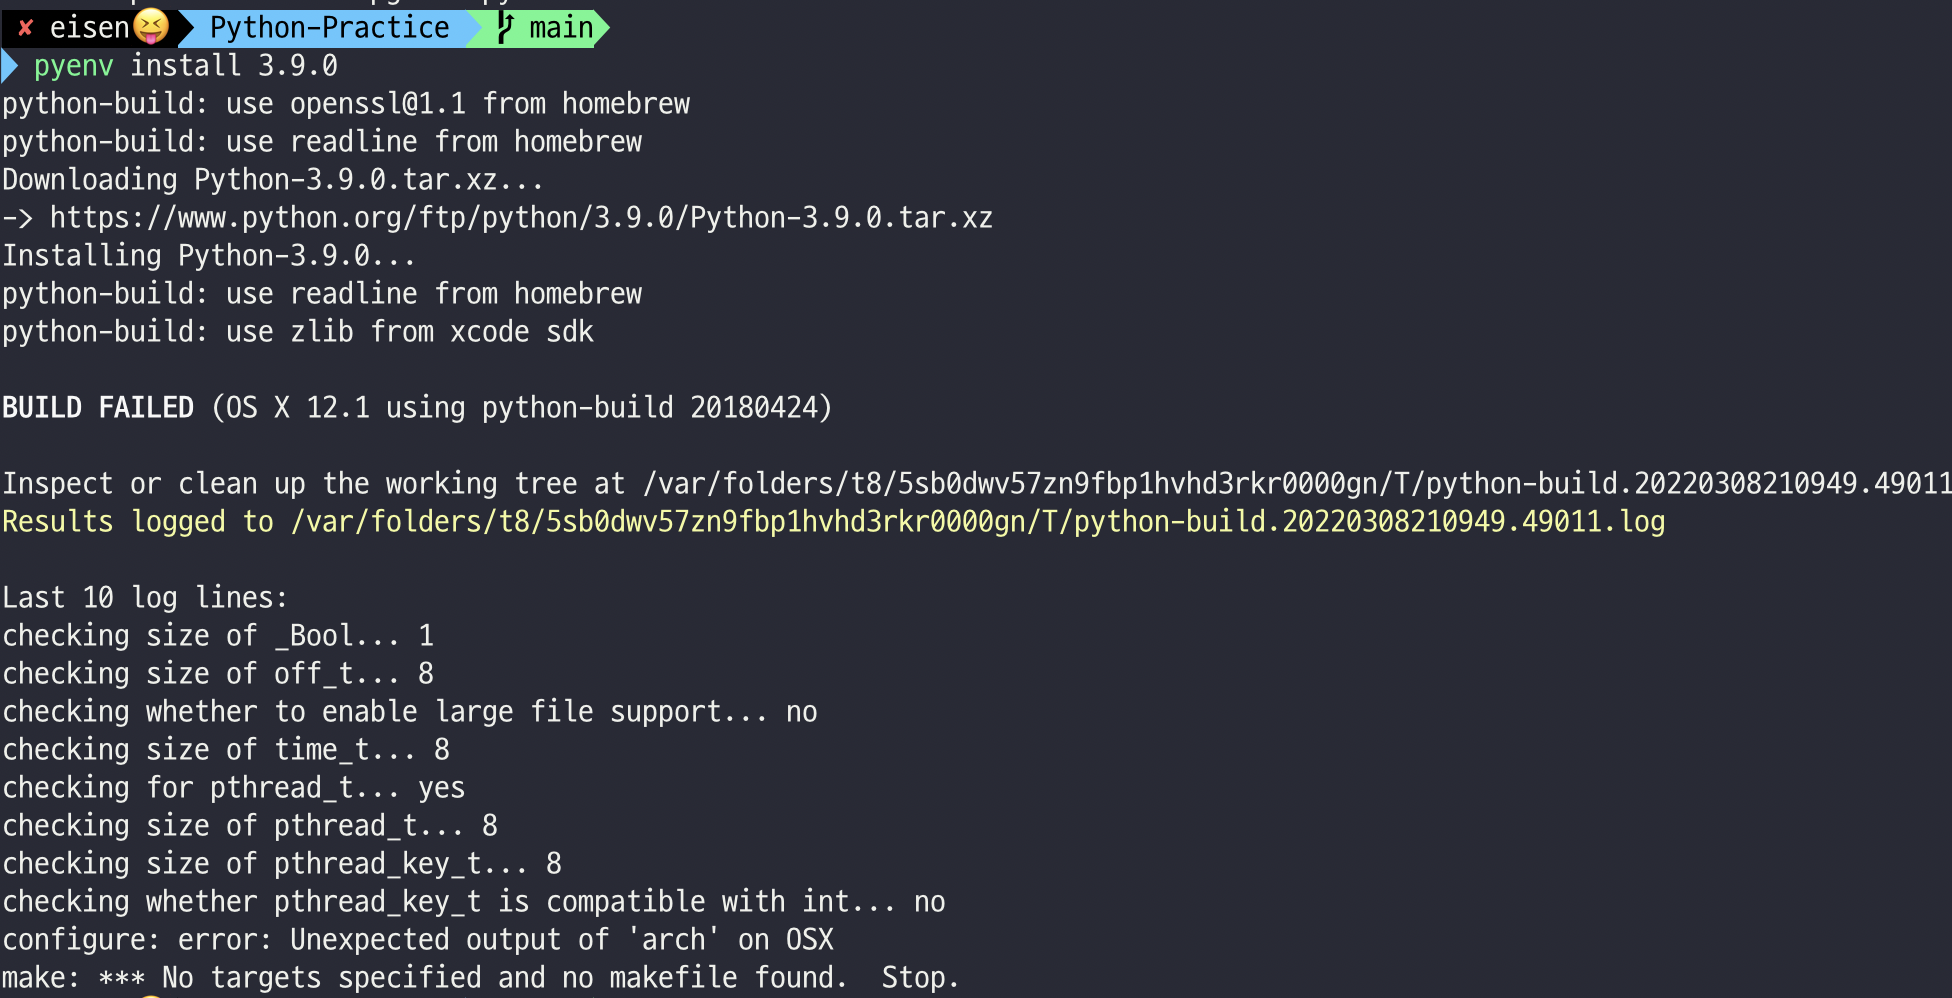 ✘ eisen😝 Python-Practice main
pyenv install 3.9.0
python-build: use openssl@1.1 from homebrew
python-build: use readline from homebrew
Downloading Python-3.9.0.tar.xz...
-> https://www.python.org/ftp/python/3.9.0/Python-3.9.0.tar.xz
Installing Python-3.9.0...
python-build: use readline from homebrew
python-build: use zlib from xcode sdk
BUILD FAILED (OS X 12.1 using python-build 20180424)
Inspect or clean up the working tree at /var/folders/t8/5sb0dwv57zn9fbp1hvhd3rkr0000gn/T/python-build.20220308210949.49011
Results logged to /var/folders/t8/5sb0dwv57zn9fbp1hvhd3rkr0000gn/T/python-build.20220308210949.49011.log
Last 10 log lines:
checking size of _Bool... 1
checking size of off_t... 8
checking whether to enable large file support... no
checking size of time_t... 8
checking for pthread_t... yes
checking size of pthread_t... 8
checking size of pthread_key_t... 8
checking whether pthread_key_t is compatible with int... no
configure: error: Unexpected output of 'arch' on OSX
make: *** No targets specified and no makefile found.  Stop.